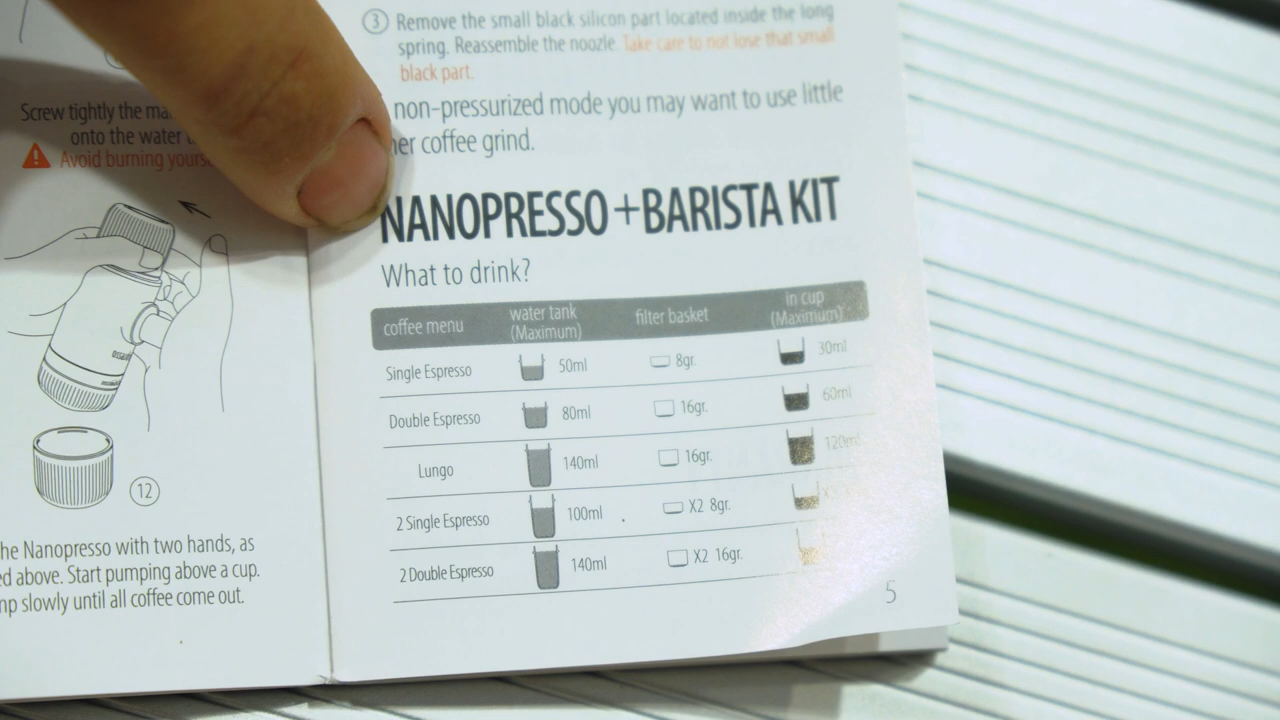 Screw tightly the
onto the water
Avoid burning
12
he Nanopresso with two hands, as
ed above. Start pumping above a cup.
mp slowly until all coffee come out.
3 Remove the small black silicon part located inside the long
spring. Reassemble the noozle. Take care to not lose that small
black part.
non-pressurized mode you may want to use little
er coffee grind.
NANOPRESSO+BARISTA KIT
What to drink?
coffee menu water tank (Maximum) filter basket in cup (Maximum)
Single Espresso 50ml 8gr. 30ml
Double Espresso 80ml 16gr. 60ml
Lungo 140ml 16gr. 120ml
2 Single Espresso 100ml X2 8gr.
2 Double Espresso 140ml X2 16gr.
5